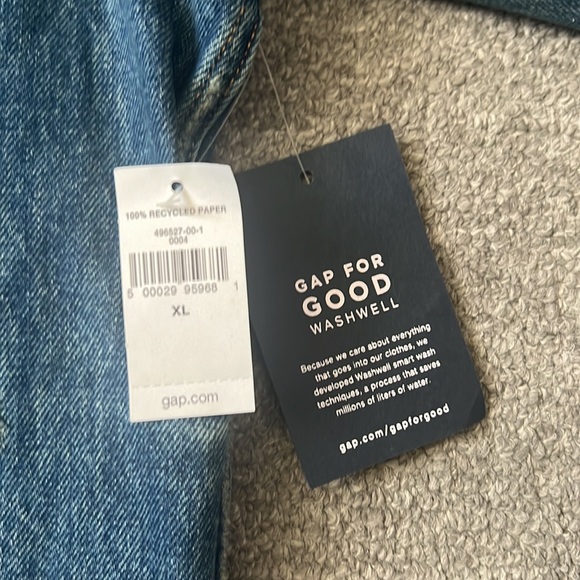 100% RECYCLED PAPER
496827-00-1
0004
5 00029 95968 1
XL
gap.com
GAP FOR
GOOD
WASHWELL
Because we care about everything
that goes into our clothes, we
developed Washwell smart wash
techniques, a process that saves
millions of liters of water.
gap.com/gapforgood